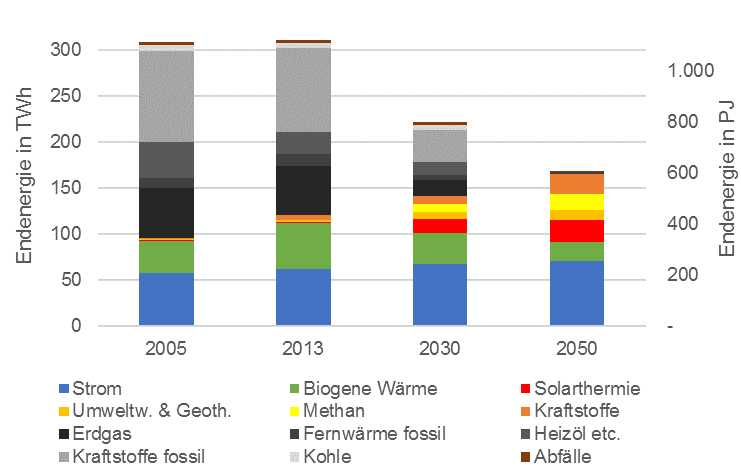 Endenergie in TWh
300
250
200
150
100
50
0
1.000
800
600
400
200
-
Endenergie in PJ
2005 2013 2030 2050
Strom Biogene Wärme Solarthermie
Umweltw. & Geoth. Methan Kraftstoffe
Erdgas Fernwärme fossil Heizöl etc.
Kraftstoffe fossil Kohle Abfälle